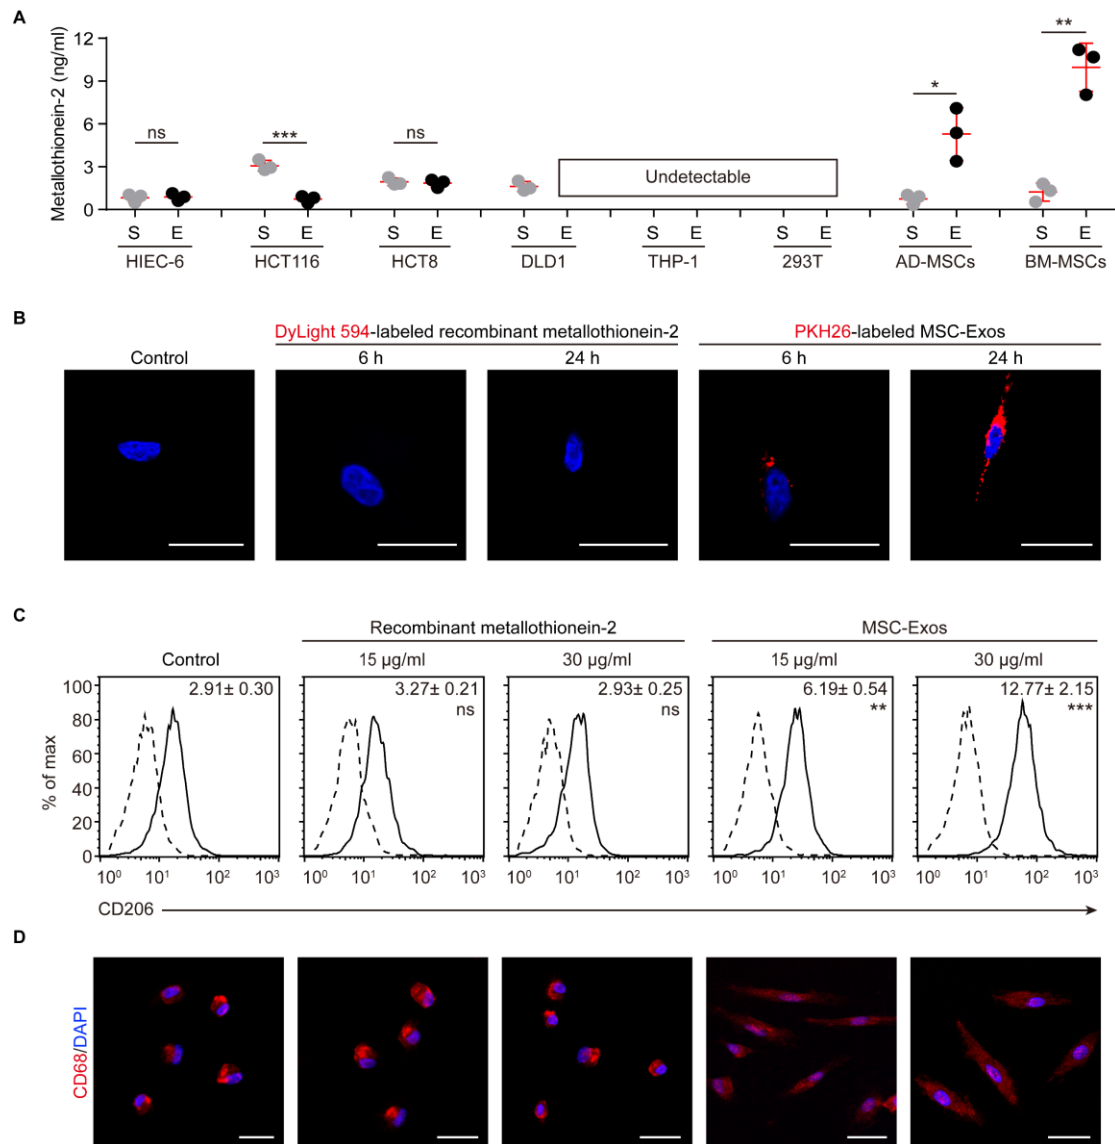 A
Metallothionein-2 (ng/ml)
12
9
6
3
0
ns
***
ns
Undetectable
*
**
S E S E S E S E S E S E S E S E
HIEC-6 HCT116 HCT8 DLD1 THP-1 293T AD-MSCs BM-MSCs
B
DyLight 594-labeled recombinant metallothionein-2 PKH26-labeled MSC-Exos
Control 6 h 24 h 6 h 24 h
C
Recombinant metallothionein-2 MSC-Exos
Control 15 µg/ml 30 µg/ml 15 µg/ml 30 µg/ml
% of max
100
80
60
40
20
0
2.91± 0.30 3.27± 0.21 2.93± 0.25 6.19± 0.54 12.77± 2.15
ns ns ** ***
10⁰ 10¹ 10² 10³ 10⁰ 10¹ 10² 10³ 10⁰ 10¹ 10² 10³ 10⁰ 10¹ 10² 10³ 10⁰ 10¹ 10² 10³
CD206
D
CD68/DAPI